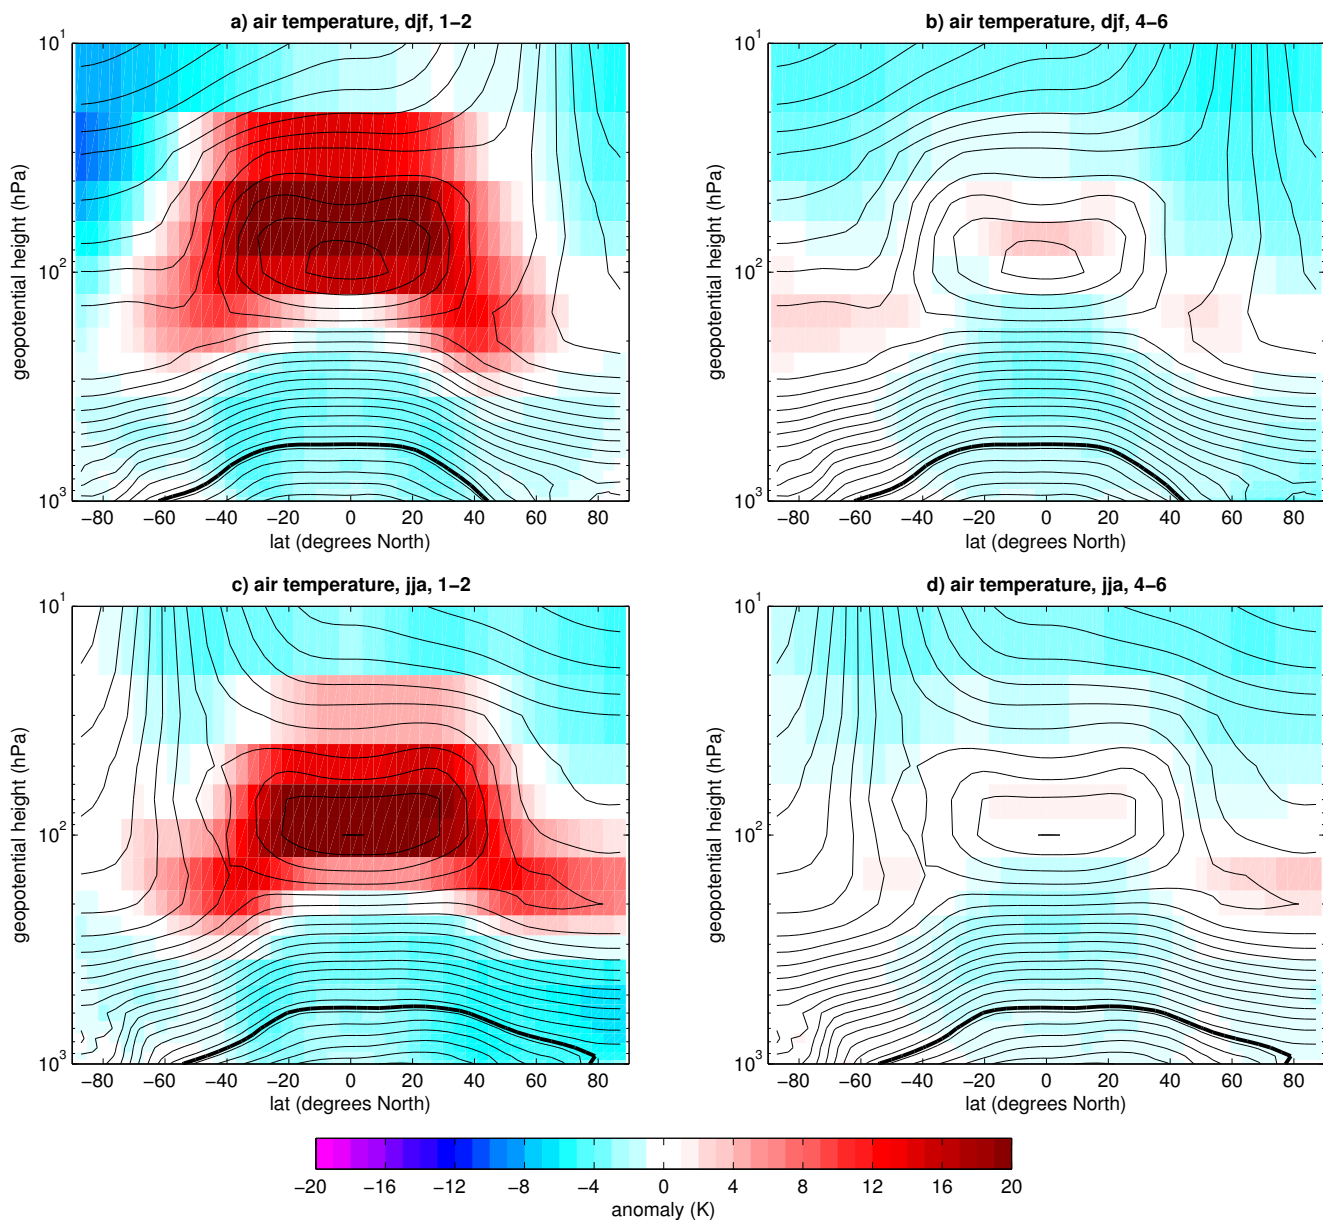 a) air temperature, djf, 1−2
10^1
10^2
10^3
geopotential height (hPa)
−80 −60 −40 −20 0 20 40 60 80
lat (degrees North)
b) air temperature, djf, 4−6
10^1
10^2
10^3
geopotential height (hPa)
−80 −60 −40 −20 0 20 40 60 80
lat (degrees North)
c) air temperature, jja, 1−2
10^1
10^2
10^3
geopotential height (hPa)
−80 −60 −40 −20 0 20 40 60 80
lat (degrees North)
d) air temperature, jja, 4−6
10^1
10^2
10^3
geopotential height (hPa)
−80 −60 −40 −20 0 20 40 60 80
lat (degrees North)
−20 −16 −12 −8 −4 0 4 8 12 16 20
anomaly (K)